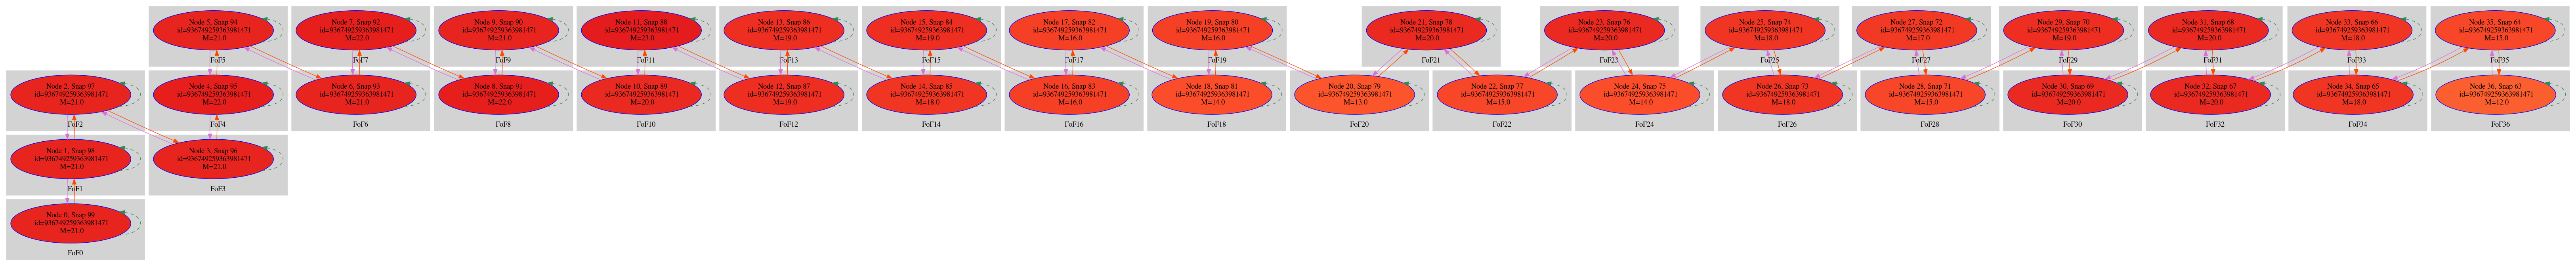 Node 5, Snap 94
id=936749259363981471
M=21.0
FoF5
Node 7, Snap 92
id=936749259363981471
M=22.0
FoF7
Node 9, Snap 90
id=936749259363981471
M=21.0
FoF9
Node 11, Snap 88
id=936749259363981471
M=23.0
FoF11
Node 13, Snap 86
id=936749259363981471
M=19.0
FoF13
Node 15, Snap 84
id=936749259363981471
M=19.0
FoF15
Node 17, Snap 82
id=936749259363981471
M=16.0
FoF17
Node 19, Snap 80
id=936749259363981471
M=16.0
FoF19
Node 21, Snap 78
id=936749259363981471
M=20.0
FoF21
Node 23, Snap 76
id=936749259363981471
M=20.0
FoF23
Node 25, Snap 74
id=936749259363981471
M=18.0
FoF25
Node 27, Snap 72
id=936749259363981471
M=17.0
FoF27
Node 29, Snap 70
id=936749259363981471
M=19.0
FoF29
Node 31, Snap 68
id=936749259363981471
M=20.0
FoF31
Node 33, Snap 66
id=936749259363981471
M=18.0
FoF33
Node 35, Snap 64
id=936749259363981471
M=15.0
FoF35
Node 2, Snap 97
id=936749259363981471
M=21.0
FoF2
Node 4, Snap 95
id=936749259363981471
M=22.0
FoF4
Node 6, Snap 93
id=936749259363981471
M=21.0
FoF6
Node 8, Snap 91
id=936749259363981471
M=22.0
FoF8
Node 10, Snap 89
id=936749259363981471
M=20.0
FoF10
Node 12, Snap 87
id=936749259363981471
M=19.0
FoF12
Node 14, Snap 85
id=936749259363981471
M=18.0
FoF14
Node 16, Snap 83
id=936749259363981471
M=16.0
FoF16
Node 18, Snap 81
id=936749259363981471
M=14.0
FoF18
Node 20, Snap 79
id=936749259363981471
M=13.0
FoF20
Node 22, Snap 77
id=936749259363981471
M=15.0
FoF22
Node 24, Snap 75
id=936749259363981471
M=14.0
FoF24
Node 26, Snap 73
id=936749259363981471
M=18.0
FoF26
Node 28, Snap 71
id=936749259363981471
M=15.0
FoF28
Node 30, Snap 69
id=936749259363981471
M=20.0
FoF30
Node 32, Snap 67
id=936749259363981471
M=20.0
FoF32
Node 34, Snap 65
id=936749259363981471
M=18.0
FoF34
Node 36, Snap 63
id=936749259363981471
M=12.0
FoF36
Node 1, Snap 98
id=936749259363981471
M=21.0
FoF1
Node 3, Snap 96
id=936749259363981471
M=21.0
FoF3
Node 0, Snap 99
id=936749259363981471
M=21.0
FoF0